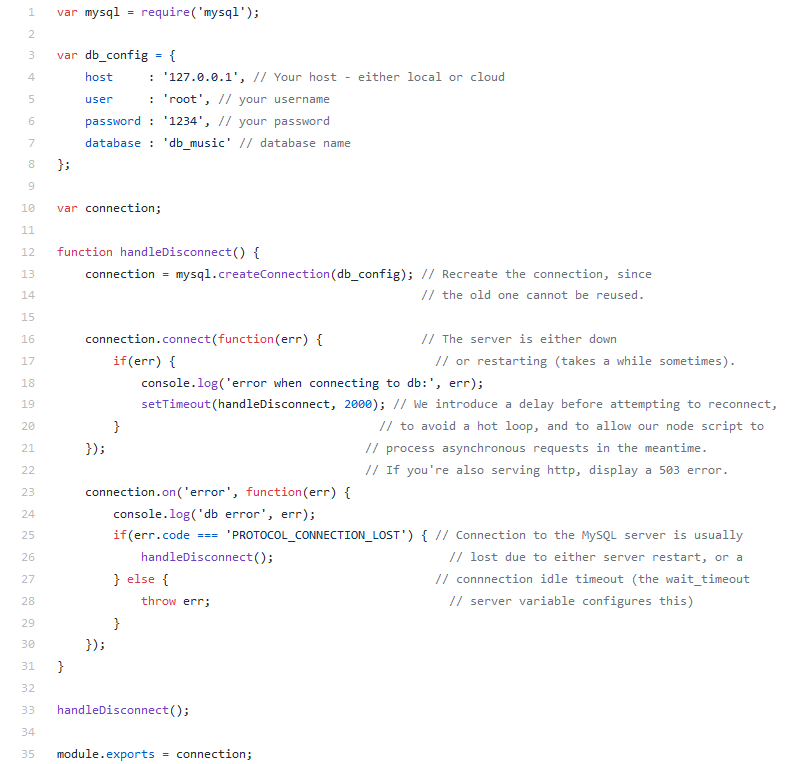 1 var mysql = require('mysql');
2
3 var db_config = {
4     host     : '127.0.0.1', // Your host - either local or cloud
5     user     : 'root', // your username
6     password : '1234', // your password
7     database : 'db_music' // database name
8 };
9
10 var connection;
11
12 function handleDisconnect() {
13     connection = mysql.createConnection(db_config); // Recreate the connection, since
14                                                     // the old one cannot be reused.
15
16     connection.connect(function(err) {              // The server is either down
17         if(err) {                                     // or restarting (takes a while sometimes).
18             console.log('error when connecting to db:', err);
19             setTimeout(handleDisconnect, 2000); // We introduce a delay before attempting to reconnect,
20         }                                     // to avoid a hot loop, and to allow our node script to
21     });                                     // process asynchronous requests in the meantime.
22                                             // If you're also serving http, display a 503 error.
23     connection.on('error', function(err) {
24         console.log('db error', err);
25         if(err.code === 'PROTOCOL_CONNECTION_LOST') { // Connection to the MySQL server is usually
26             handleDisconnect();                         // lost due to either server restart, or a
27         } else {                                      // connnection idle timeout (the wait_timeout
28             throw err;                                  // server variable configures this)
29         }
30     });
31 }
32
33 handleDisconnect();
34
35 module.exports = connection;